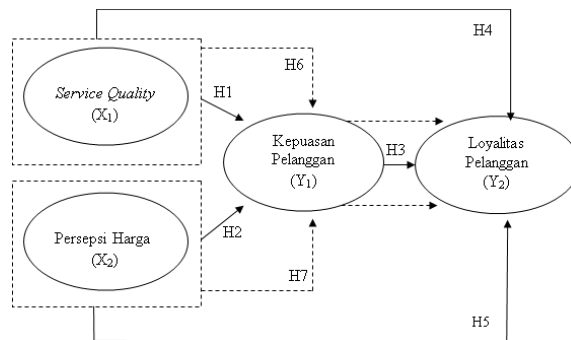 H4
H6
Service Quality
(X₁)
H1
Kepuasan
Pelanggan
(Y₁)
H3
Loyalitas
Pelanggan
(Y₂)
Persepsi Harga
(X₂)
H2
H7
H5